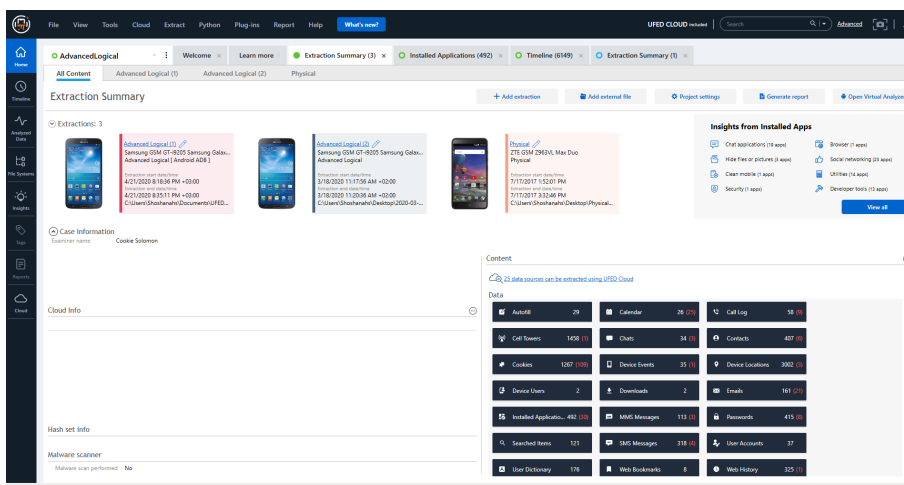 File View Tools Cloud Extract Python Plug-ins Report Help What's new? UFED CLOUD included Search Advanced
Home
Timeline
Analyzed Data
File Systems
Insights
Tags
Reports
Cloud
AdvancedLogical Welcome × Learn more Extraction Summary (3) × Installed Applications (492) × Timeline (6149) × Extraction Summary (1) ×
All Content Advanced Logical (1) Advanced Logical (2) Physical
Extraction Summary + Add extraction Add external file Project settings Generate report Open Virtual Analyze
Extractions: 3
Advanced Logical (1)
Samsung GSM GT-i9205 Samsung Galax...
Advanced Logical [ Android ADB ]
Extraction start date/time
4/21/2020 8:18:36 PM +03:00
Extraction end date/time
4/21/2020 8:35:11 PM +03:00
C:\Users\Shoshanahs\Documents\UFED...
Advanced Logical (2)
Samsung GSM GT-i9205 Samsung Galax...
Advanced Logical
Extraction start date/time
3/18/2020 11:17:56 AM +02:00
Extraction end date/time
3/18/2020 11:20:36 AM +02:00
C:\Users\Shoshanahs\Desktop\2020-03-...
Physical
ZTE GSM Z963VL Max Duo
Physical
Extraction start date/time
7/17/2017 1:52:01 PM
Extraction end date/time
7/17/2017 3:32:46 PM
C:\Users\Shoshanahs\Desktop\Physical...
Insights from Installed Apps
Chat applications (19 apps) Browser (1 apps)
Hide files or pictures (3 apps) Social networking (23 apps)
Clean mobile (1 apps) Utilities (14 apps)
Security (1 apps) Developer tools (13 apps)
View all
Case Information
Examiner name Cookie Solomon
Cloud Info
Hash set Info
Malware scanner
Malware scan performed No
Content
25 data sources can be extracted using UFED Cloud
Data
Autofill 29 Calendar 26 (25) Call Log 58 (9)
Cell Towers 1458 (1) Chats 34 (3) Contacts 407 (6)
Cookies 1267 (109) Device Events 35 (1) Device Locations 3002 (3)
Device Users 2 Downloads 2 Emails 161 (21)
Installed Applicatio... 492 (30) MMS Messages 113 (3) Passwords 415 (8)
Searched Items 121 SMS Messages 318 (4) User Accounts 37
User Dictionary 176 Web Bookmarks 8 Web History 325 (1)